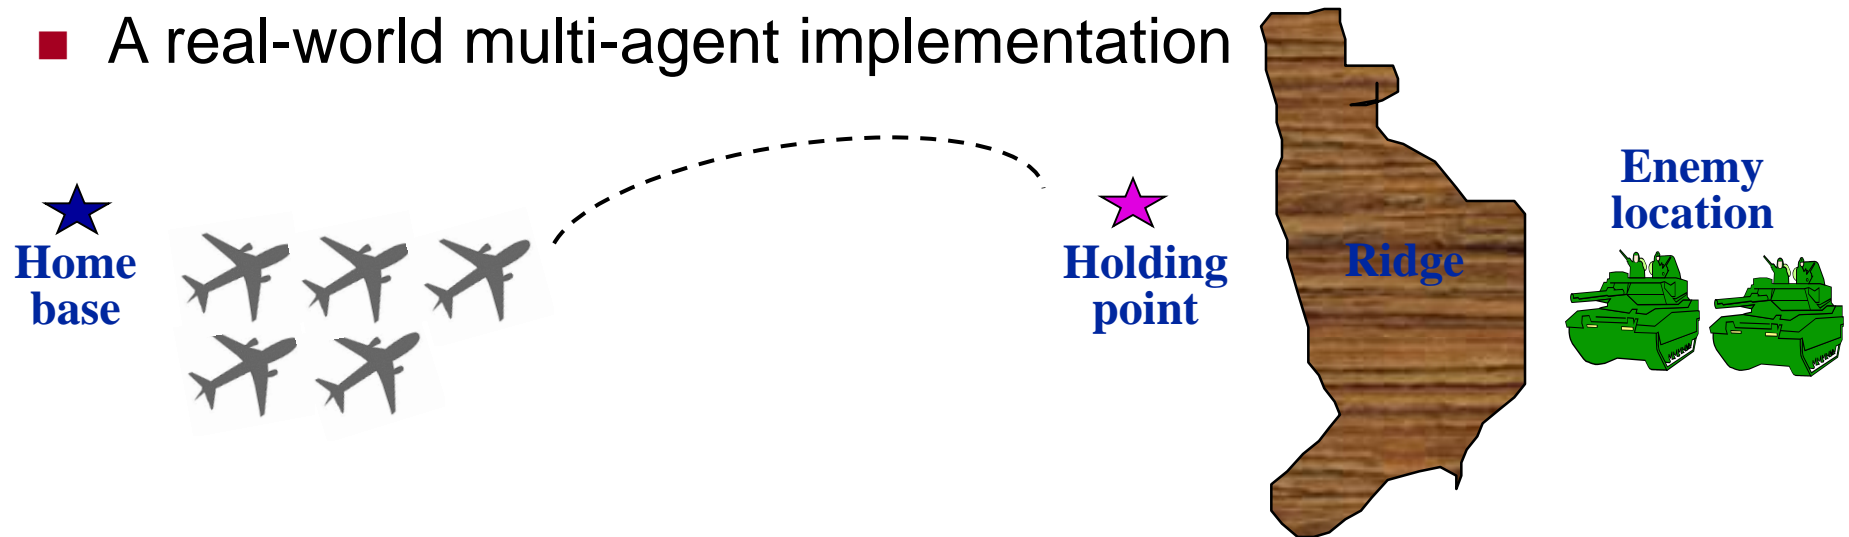 A real-world multi-agent implementation
Home
base
Holding
point
Ridge
Enemy
location